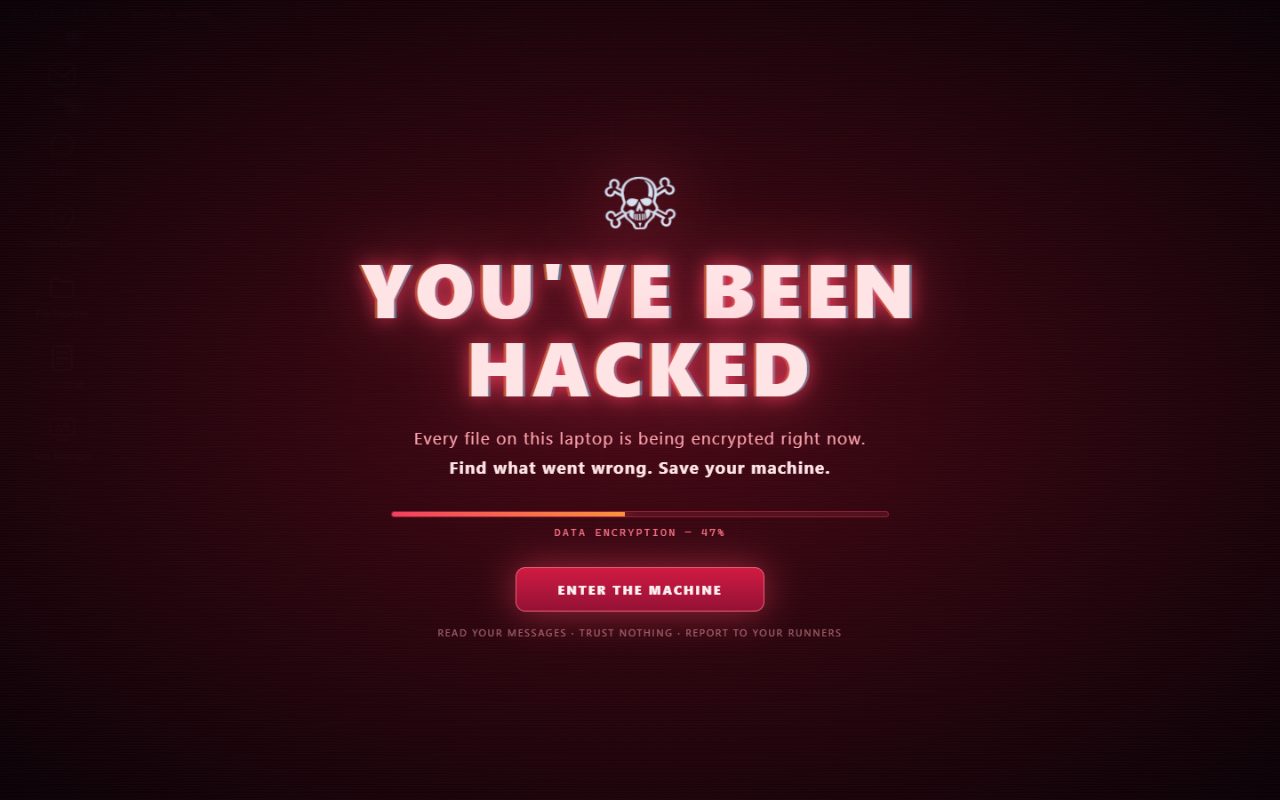 YOU'VE BEEN
HACKED
Every file on this laptop is being encrypted right now.
Find what went wrong. Save your machine.
DATA ENCRYPTION — 47%
ENTER THE MACHINE
READ YOUR MESSAGES · TRUST NOTHING · REPORT TO YOUR RUNNERS